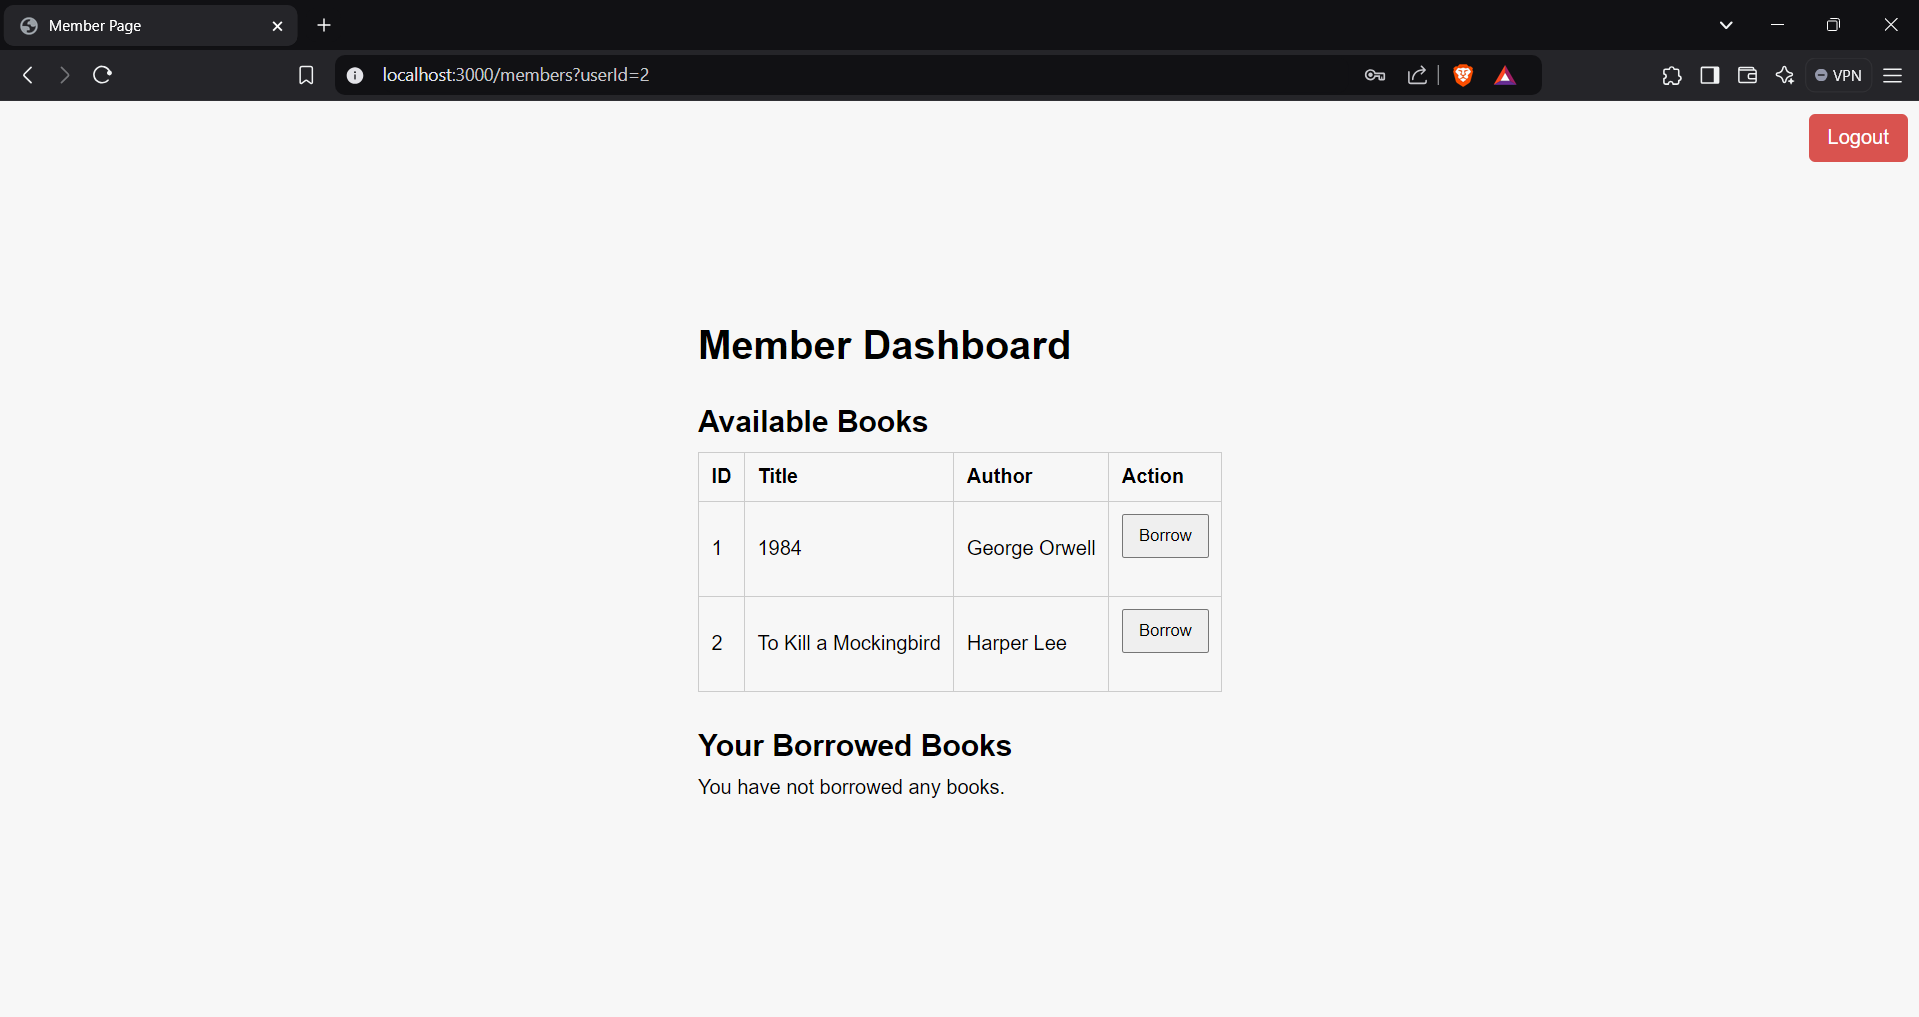 Member Page
localhost:3000/members?userId=2
VPN
Logout
Member Dashboard
Available Books
ID Title Author Action
1 1984 George Orwell Borrow
2 To Kill a Mockingbird Harper Lee Borrow
Your Borrowed Books
You have not borrowed any books.